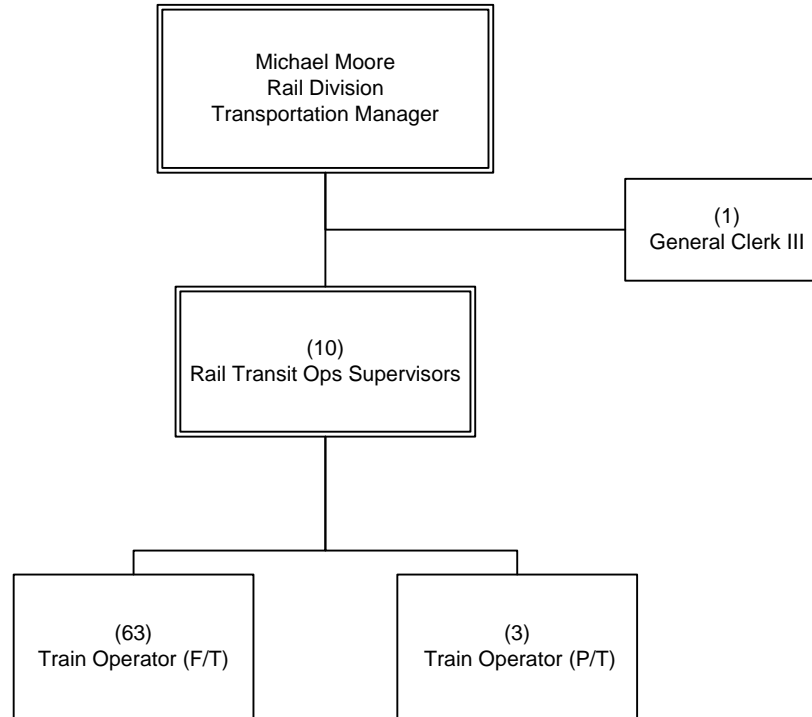 Michael Moore
Rail Division
Transportation Manager
(1)
General Clerk III
(10)
Rail Transit Ops Supervisors
(63)
Train Operator (F/T)
(3)
Train Operator (P/T)